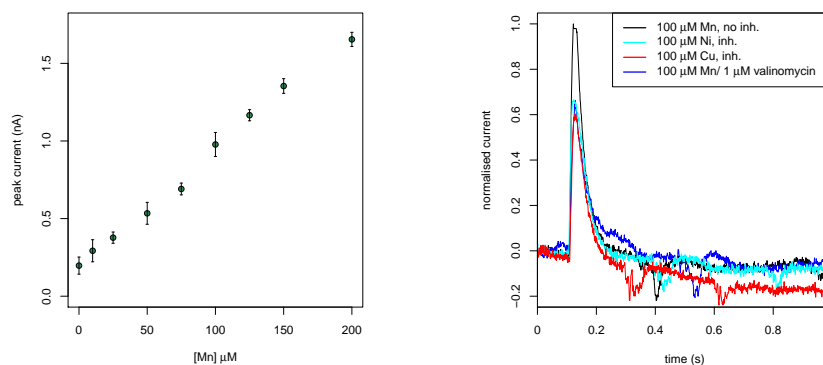 peak current (nA)
1.5
1.0
0.5
0.0
0
50
100
150
200
[Mn] μM
normalised current
1.0
0.8
0.6
0.4
0.2
0.0
−0.2
100 μM Mn, no inh.
100 μM Ni, inh.
100 μM Cu, inh.
100 μM Mn/ 1 μM valinomycin
0
0.2
0.4
0.6
0.8
time (s)